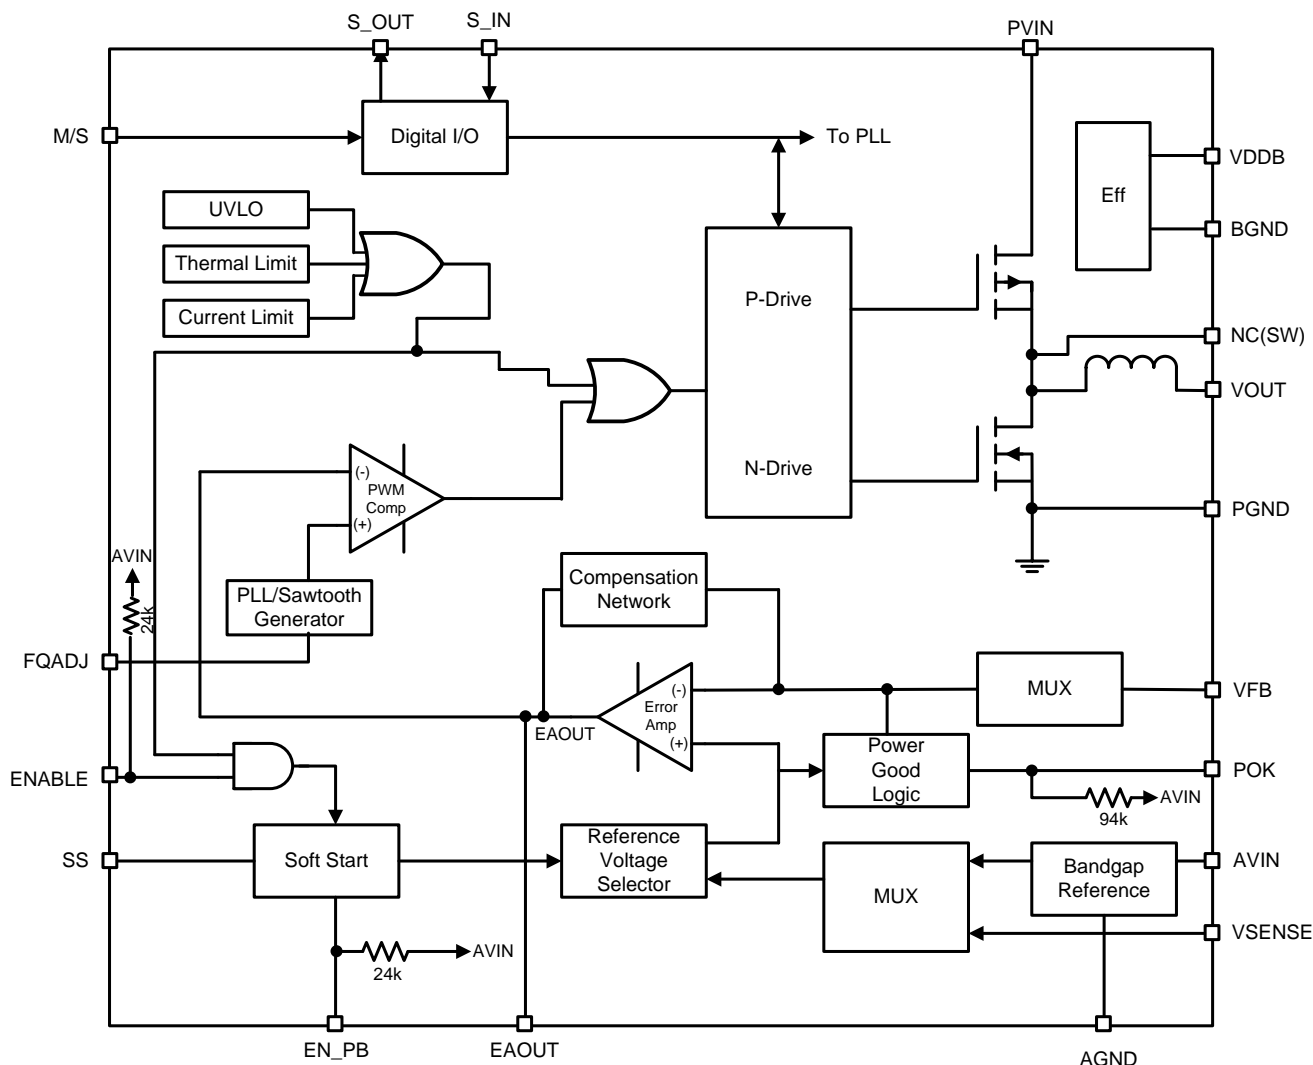 S_OUT
S_IN
PVIN
M/S
Digital I/O
To PLL
VDDB
Eff
BGND
UVLO
Thermal Limit
Current Limit
P-Drive
NC(SW)
VOUT
N-Drive
(-)
PWM
Comp
(+)
PGND
AVIN
24k
PLL/Sawtooth
Generator
Compensation
Network
FQADJ
MUX
VFB
(-)
Error
Amp
(+)
EAOUT
Power
Good
Logic
POK
AVIN
94k
ENABLE
SS
Soft Start
Reference
Voltage
Selector
MUX
Bandgap
Reference
AVIN
VSENSE
AVIN
24k
EN_PB
EAOUT
AGND